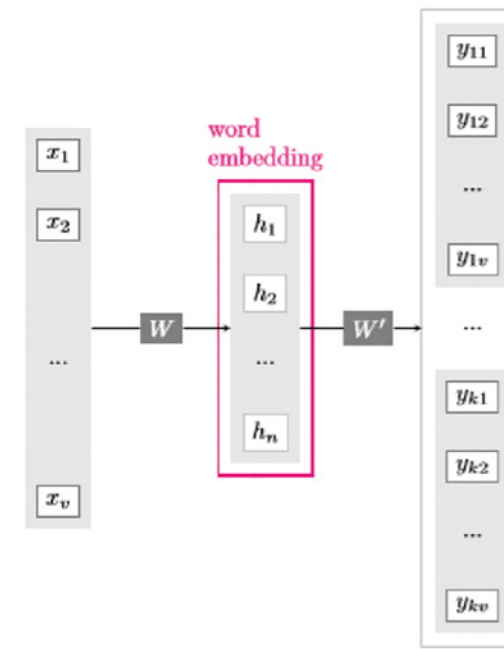 x₁
x₂
...
xᵥ
W
word
embedding
h₁
h₂
...
hₙ
W′
y₁₁
y₁₂
...
y₁ᵥ
...
yₖ₁
yₖ₂
...
yₖᵥ